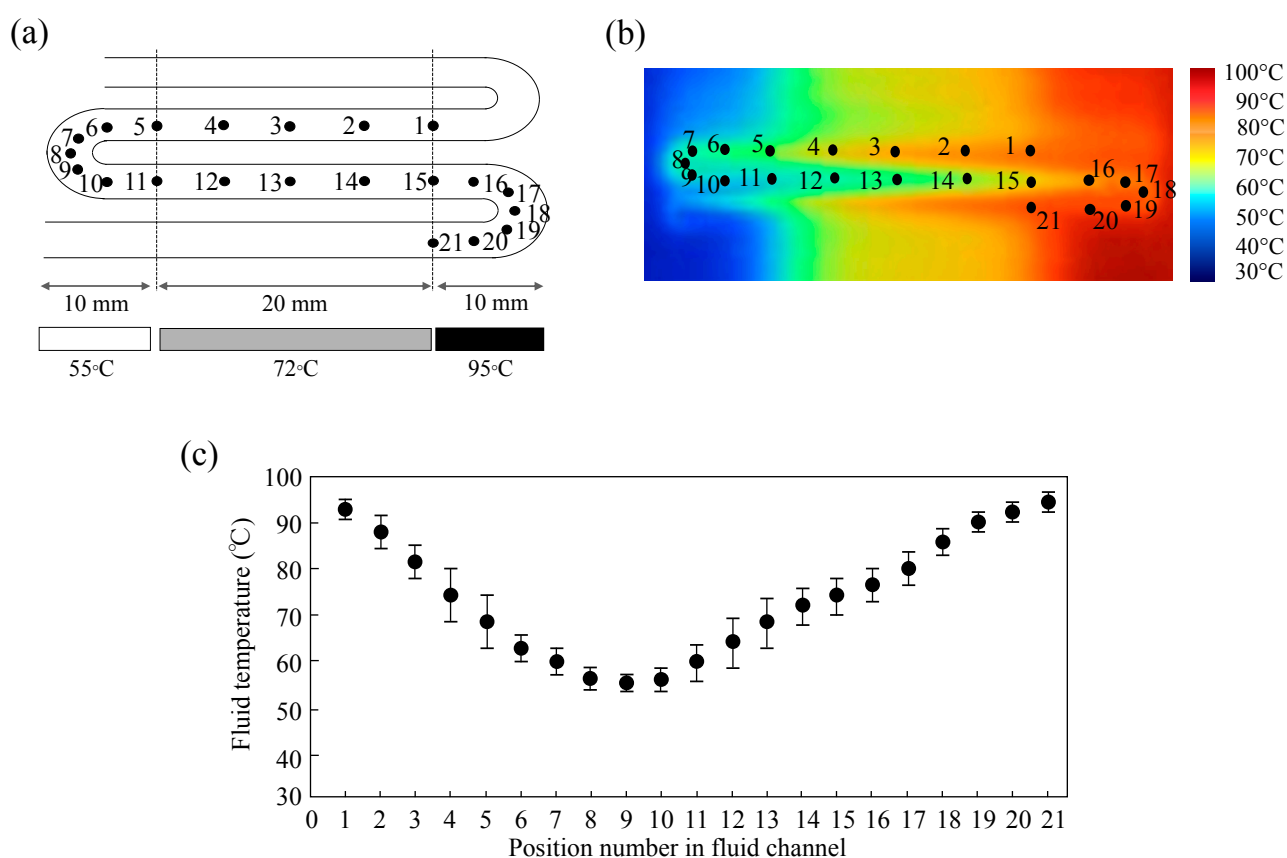 (a)
7 6 5 4 3 2 1
8
9 10 11 12 13 14 15 16 17
18
21 20 19
10 mm 20 mm 10 mm
55°C 72°C 95°C
(b)
7 6 5 4 3 2 1
8
9 10 11 12 13 14 15 16 17
18
21 20 19
100°C
90°C
80°C
70°C
60°C
50°C
40°C
30°C
(c)
Fluid temperature (℃)
100
90
80
70
60
50
40
30
0 1 2 3 4 5 6 7 8 9 10 11 12 13 14 15 16 17 18 19 20 21
Position number in fluid channel